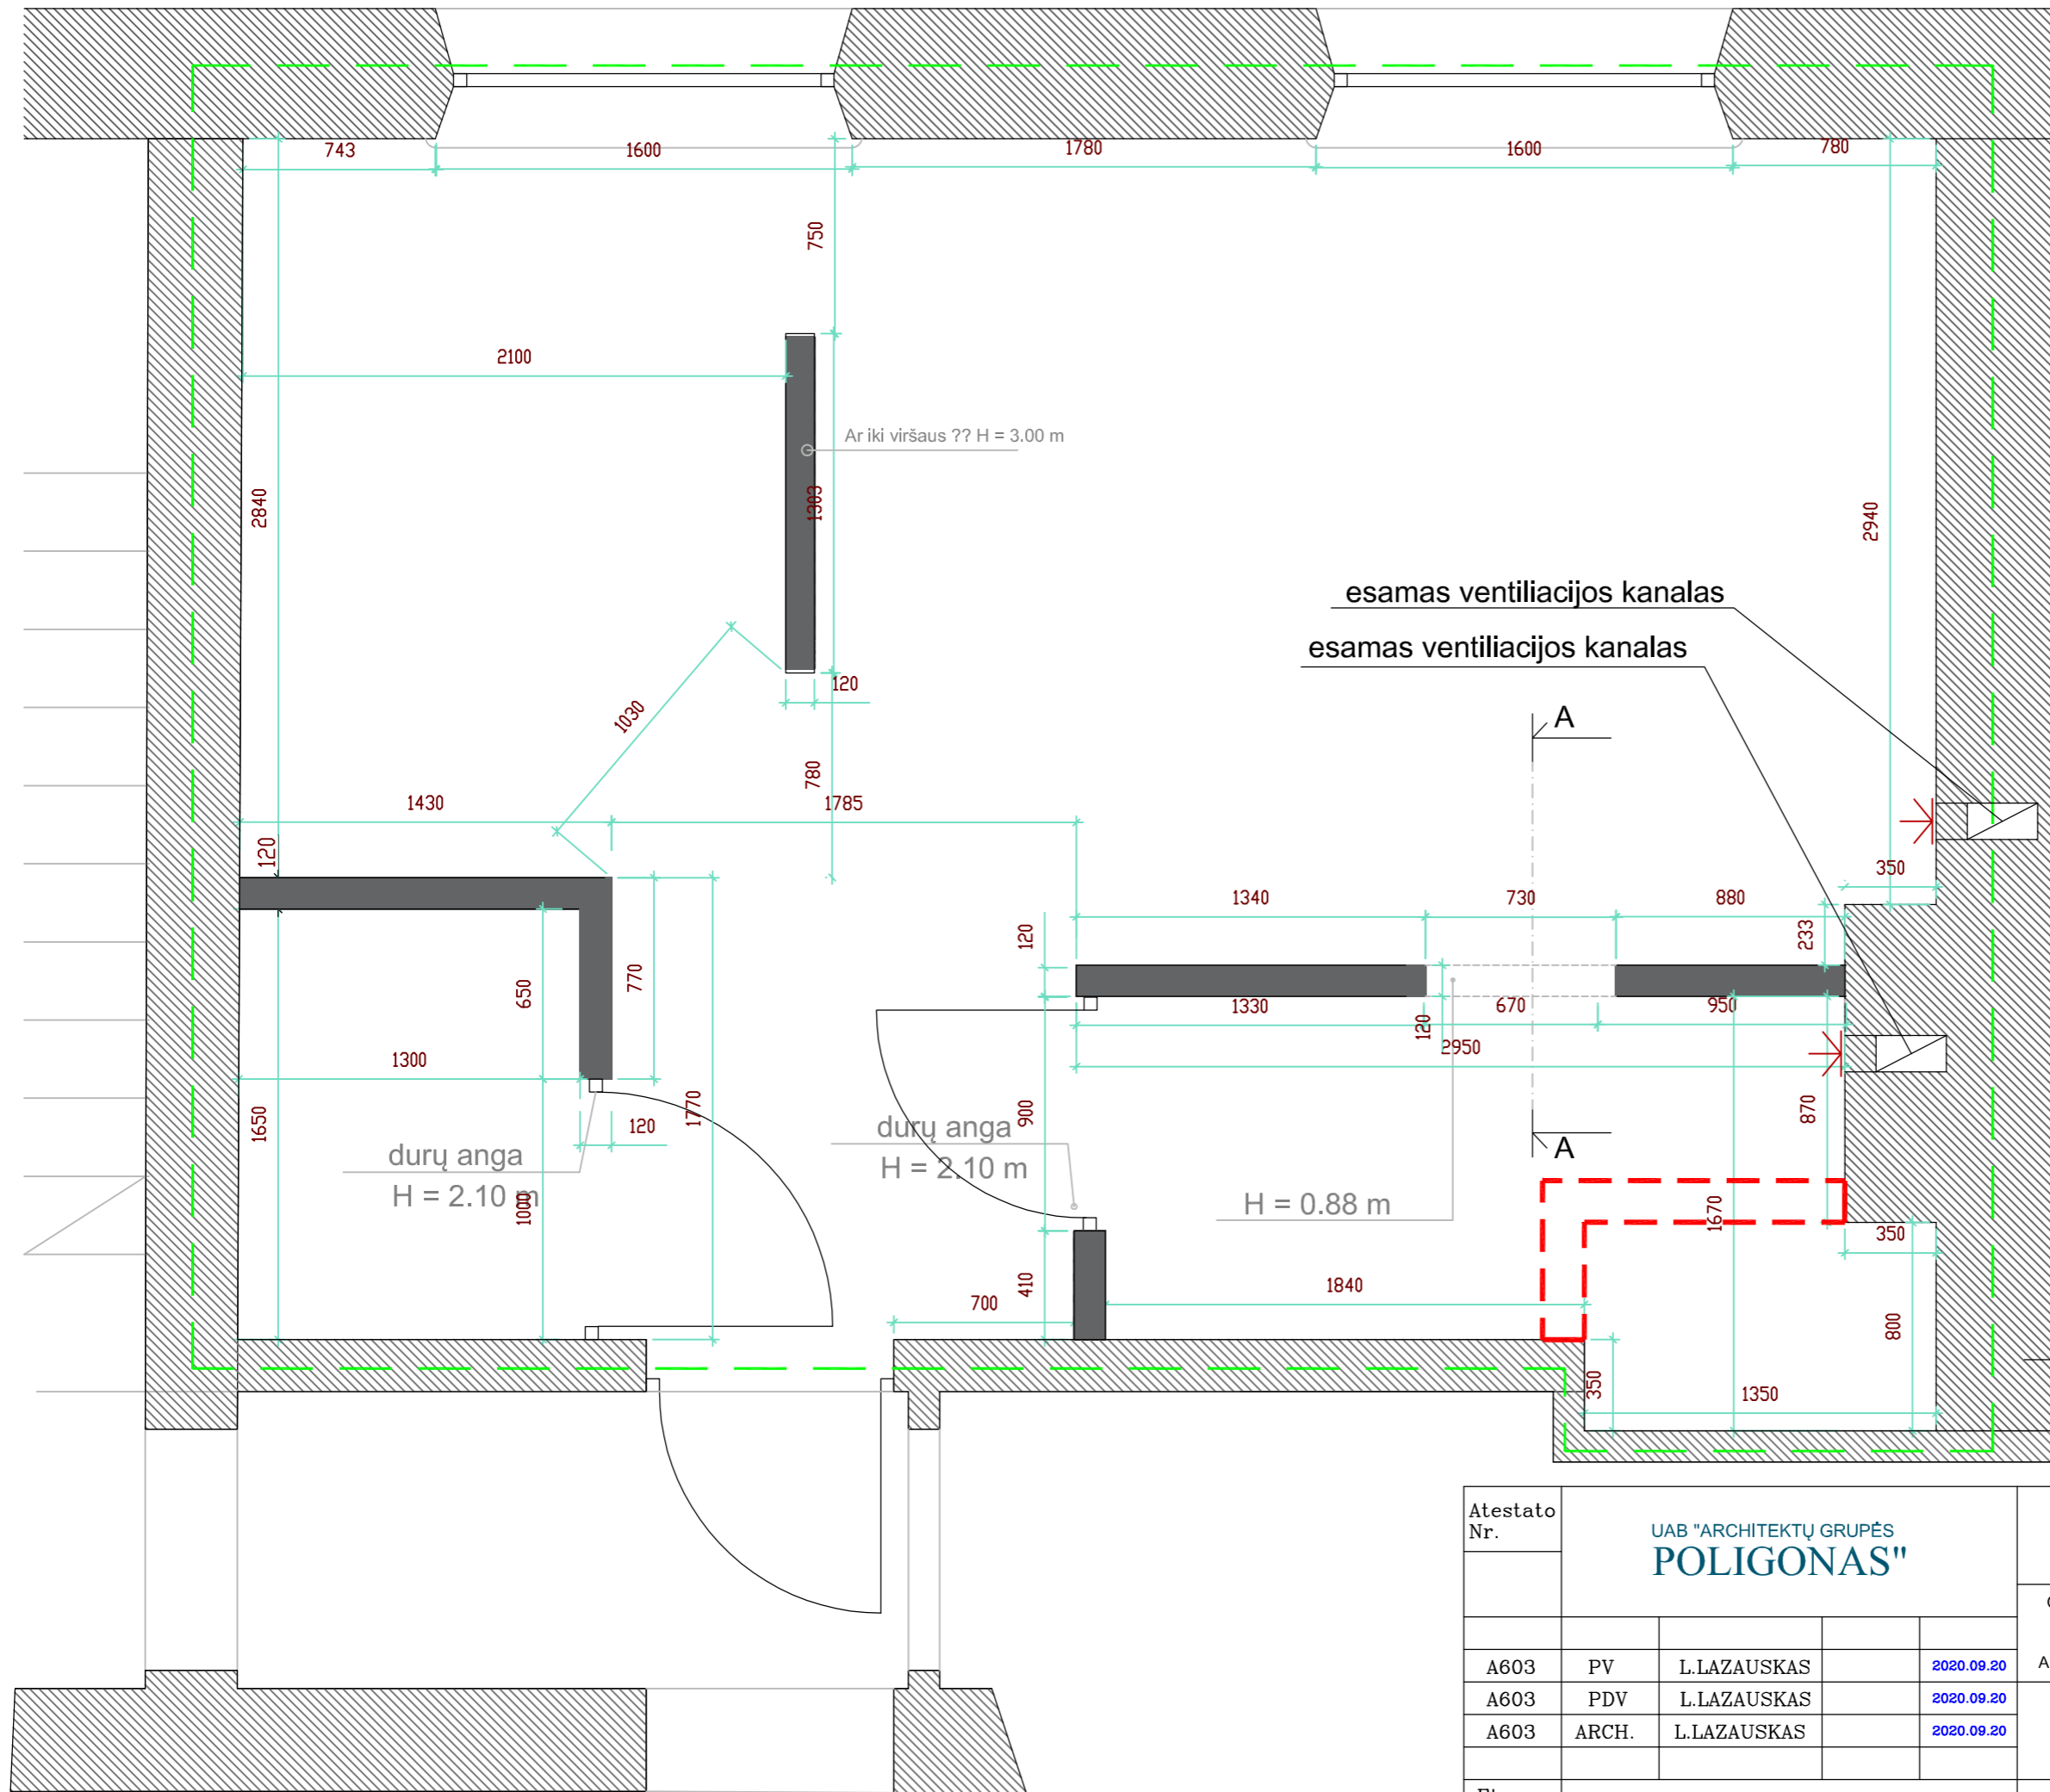 743
1600
1780
1600
780
750
2100
Ar iki viršaus ?? H = 3.00 m
1303
2840
2940
esamas ventiliacijos kanalas
esamas ventiliacijos kanalas
120
1030
A
780
1430
1785
120
350
1340
730
880
120
233
770
650
1330
670
950
120
2950
1300
1650
120
1770
900
870
durų anga
H = 2.10 m
durų anga
H = 2.10 m
A
1000
H = 0.88 m
1670
350
410
700
1840
800
350
1350
Atestato
Nr.
UAB "ARCHITEKTŲ GRUPĖS
POLIGONAS"
A603 PV L.LAZAUSKAS 2020.09.20
A603 PDV L.LAZAUSKAS 2020.09.20
A603 ARCH. L.LAZAUSKAS 2020.09.20